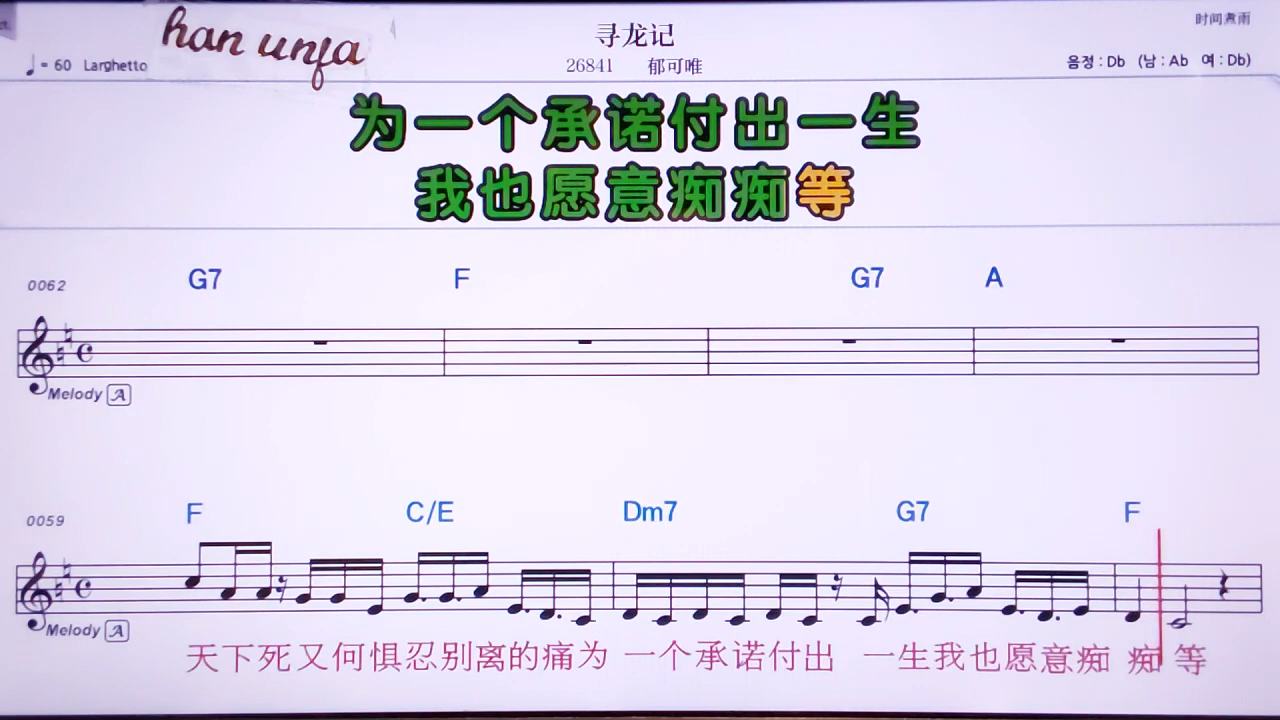 han unfa
寻龙记
时间煮雨
♩= 60 Larghetto
26841 郁可唯
음정 : Db (남 : Ab 여 : Db)
为一个承诺付出一生
我也愿意痴痴等
0062 G7 F G7 A
Melody A
0059 F C/E Dm7 G7 F
Melody A
天下死又何惧忍别离的痛为 一个承诺付出 一生我也愿意痴 痴 等